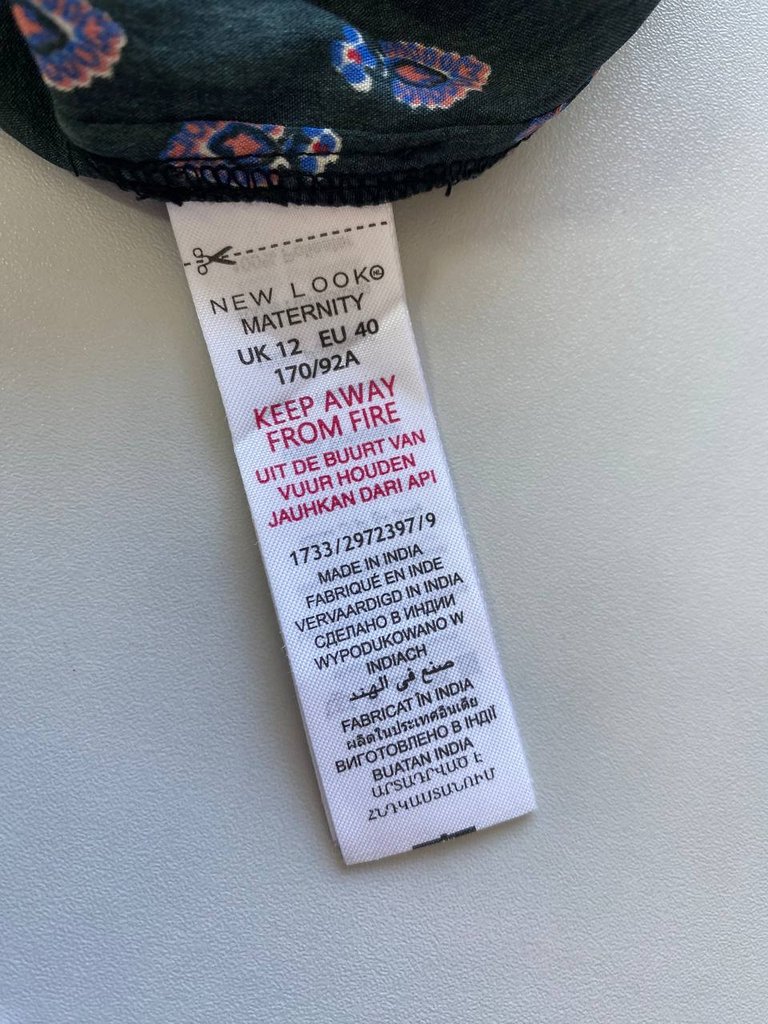 NEW LOOK NL
MATERNITY
UK 12 EU 40
170/92A
KEEP AWAY
FROM FIRE
UIT DE BUURT VAN
VUUR HOUDEN
JAUHKAN DARI API
1733/2972397/9
MADE IN INDIA
FABRIQUÉ EN INDE
VERVAARDIGD IN INDIA
СДЕЛАНО В ИНДИИ
WYPODUKOWANO W
INDIACH
صنع في الهند
FABRICAT ÎN INDIA
ผลิตในประเทศอินเดีย
ВИГОТОВЛЕНО В ІНДІЇ
BUATAN INDIA
ԱՐՏԱԴՐՎԱԾ Է
ՀՆԴԿԱՍՏԱՆՈՒՄ